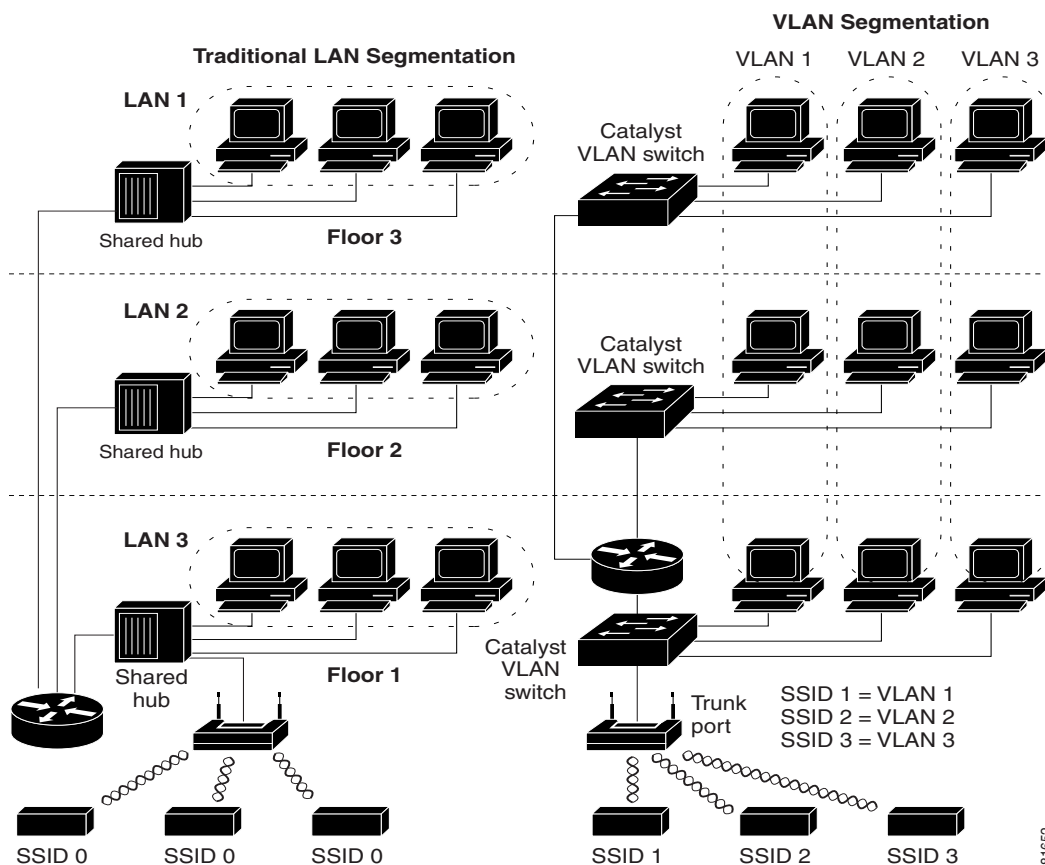 VLAN Segmentation
Traditional LAN Segmentation
VLAN 1
VLAN 2
VLAN 3
LAN 1
Catalyst
VLAN switch
Shared hub
Floor 3
LAN 2
Catalyst
VLAN switch
Shared hub
Floor 2
LAN 3
Shared
hub
Floor 1
Catalyst
VLAN
switch
Trunk
port
SSID 1 = VLAN 1
SSID 2 = VLAN 2
SSID 3 = VLAN 3
SSID 0
SSID 0
SSID 0
SSID 1
SSID 2
SSID 3